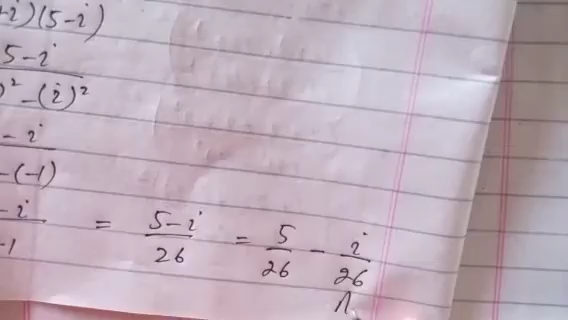 +i)(5-i)
5-i
)² -(i)²
- i
-(-1)
- i
-1
= 5-i/26 = 5/26 - i/26